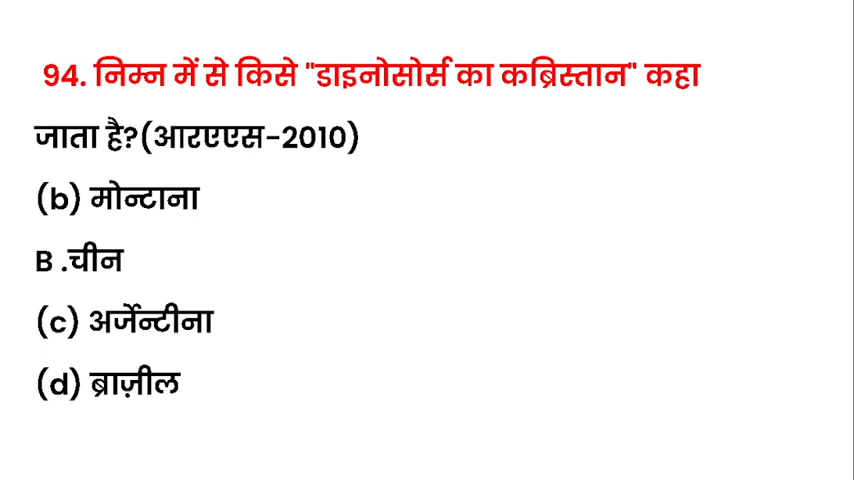 94. निम्न में से किसे "डाइनोसोर्स का कब्रिस्तान" कहा
जाता है?(आरएएस-2010)
(b) मोन्टाना
B .चीन
(c) अर्जेन्टीना
(d) ब्राज़ील